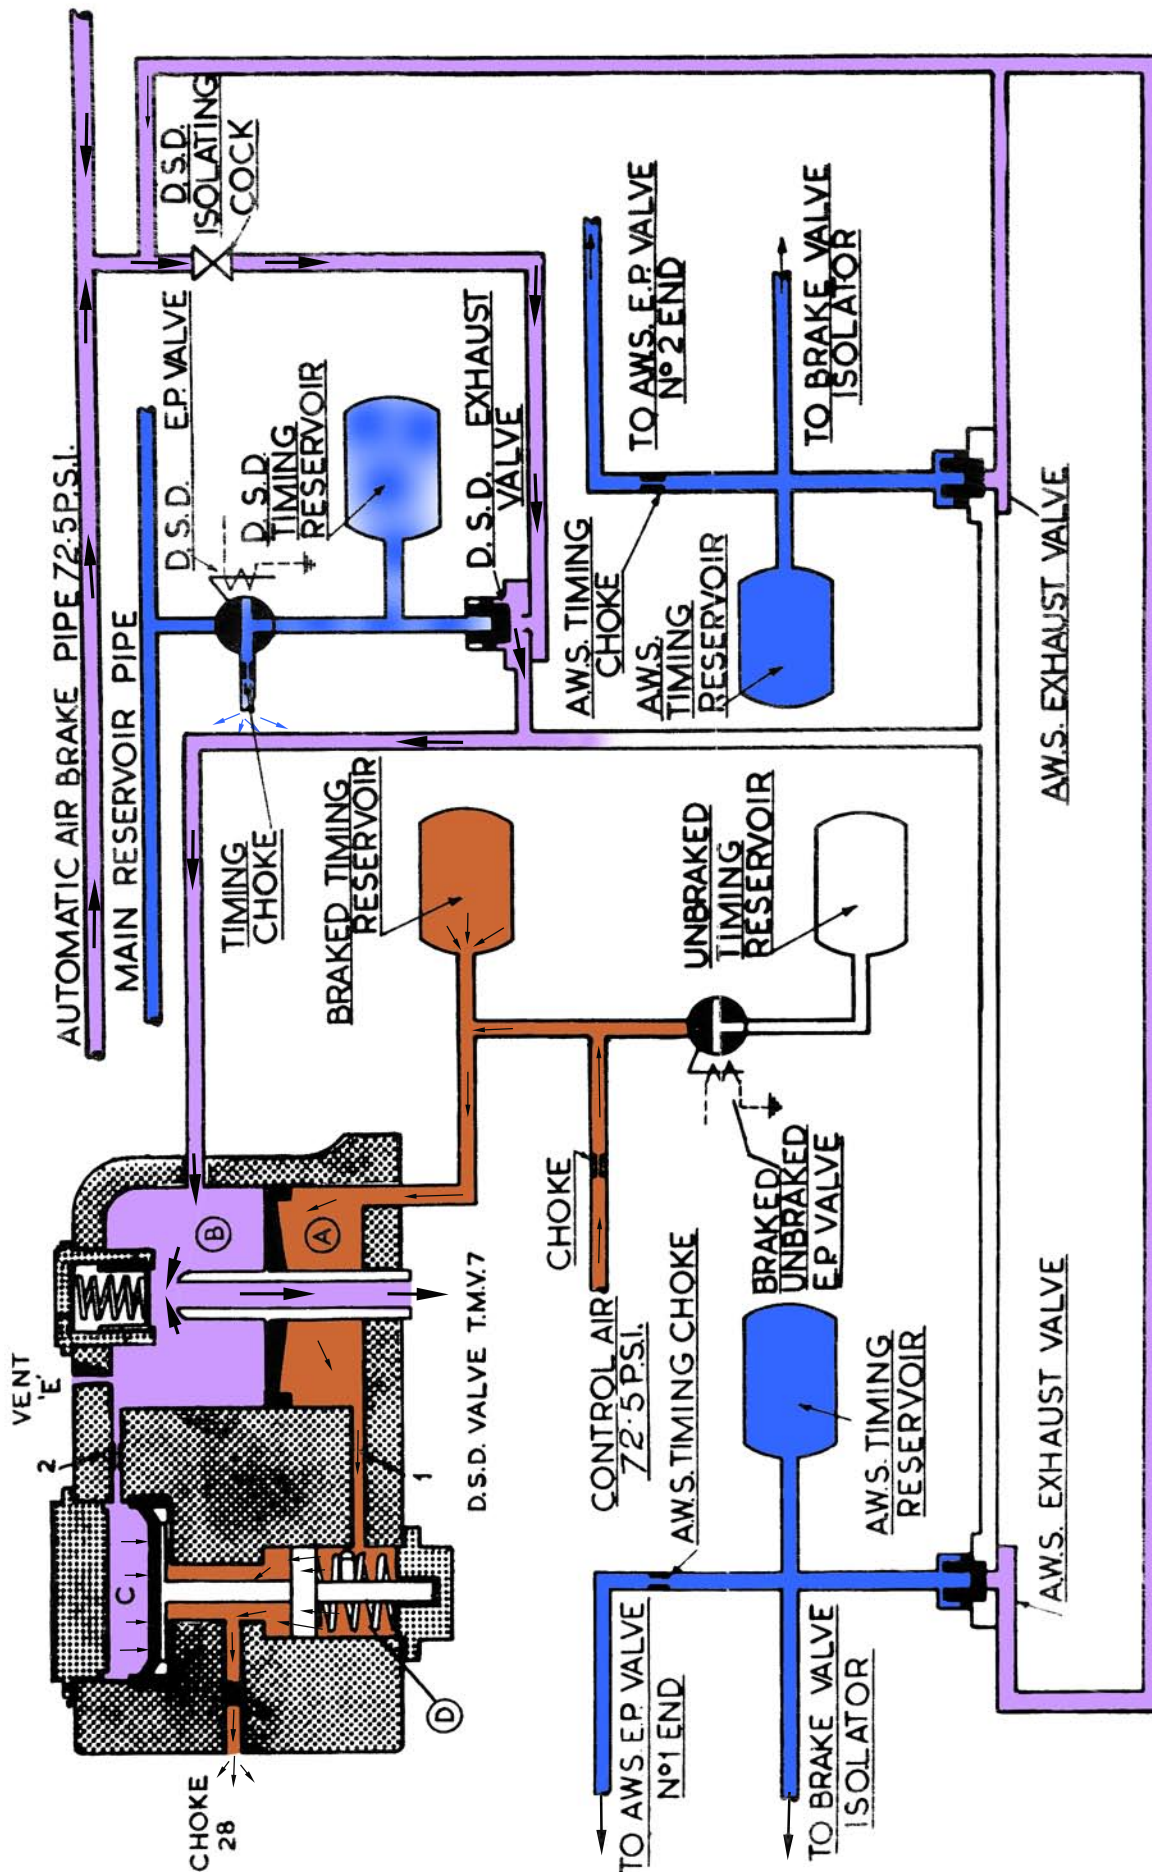 AUTOMATIC AIR BRAKE PIPE 72·5P.S.I.
MAIN RESERVOIR PIPE
D.S.D.
ISOLATING
COCK
D.S.D. E.P. VALVE
D.S.D.
TIMING
RESERVOIR
D.S.D. EXHAUST
VALVE
TIMING
CHOKE
TO A.W.S. E.P. VALVE
Nº 2 END
TO BRAKE VALVE
ISOLATOR
A.W.S. TIMING
CHOKE
A.W.S.
TIMING
RESERVOIR
A.W.S. EXHAUST VALVE
BRAKED TIMING
RESERVOIR
UNBRAKED
TIMING
RESERVOIR
VENT
'E'
B
A
2
1
C
D
CHOKE
28
D.S.D. VALVE T.M.V.7
CHOKE
CONTROL AIR
72·5 P.S.I.
BRAKED
UNBRAKED
E.P. VALVE
A.W.S. TIMING CHOKE
A.W.S. TIMING
RESERVOIR
A.W.S. EXHAUST VALVE
TO A.W.S. E.P. VALVE
Nº 1 END
TO BRAKE VALVE
ISOLATOR